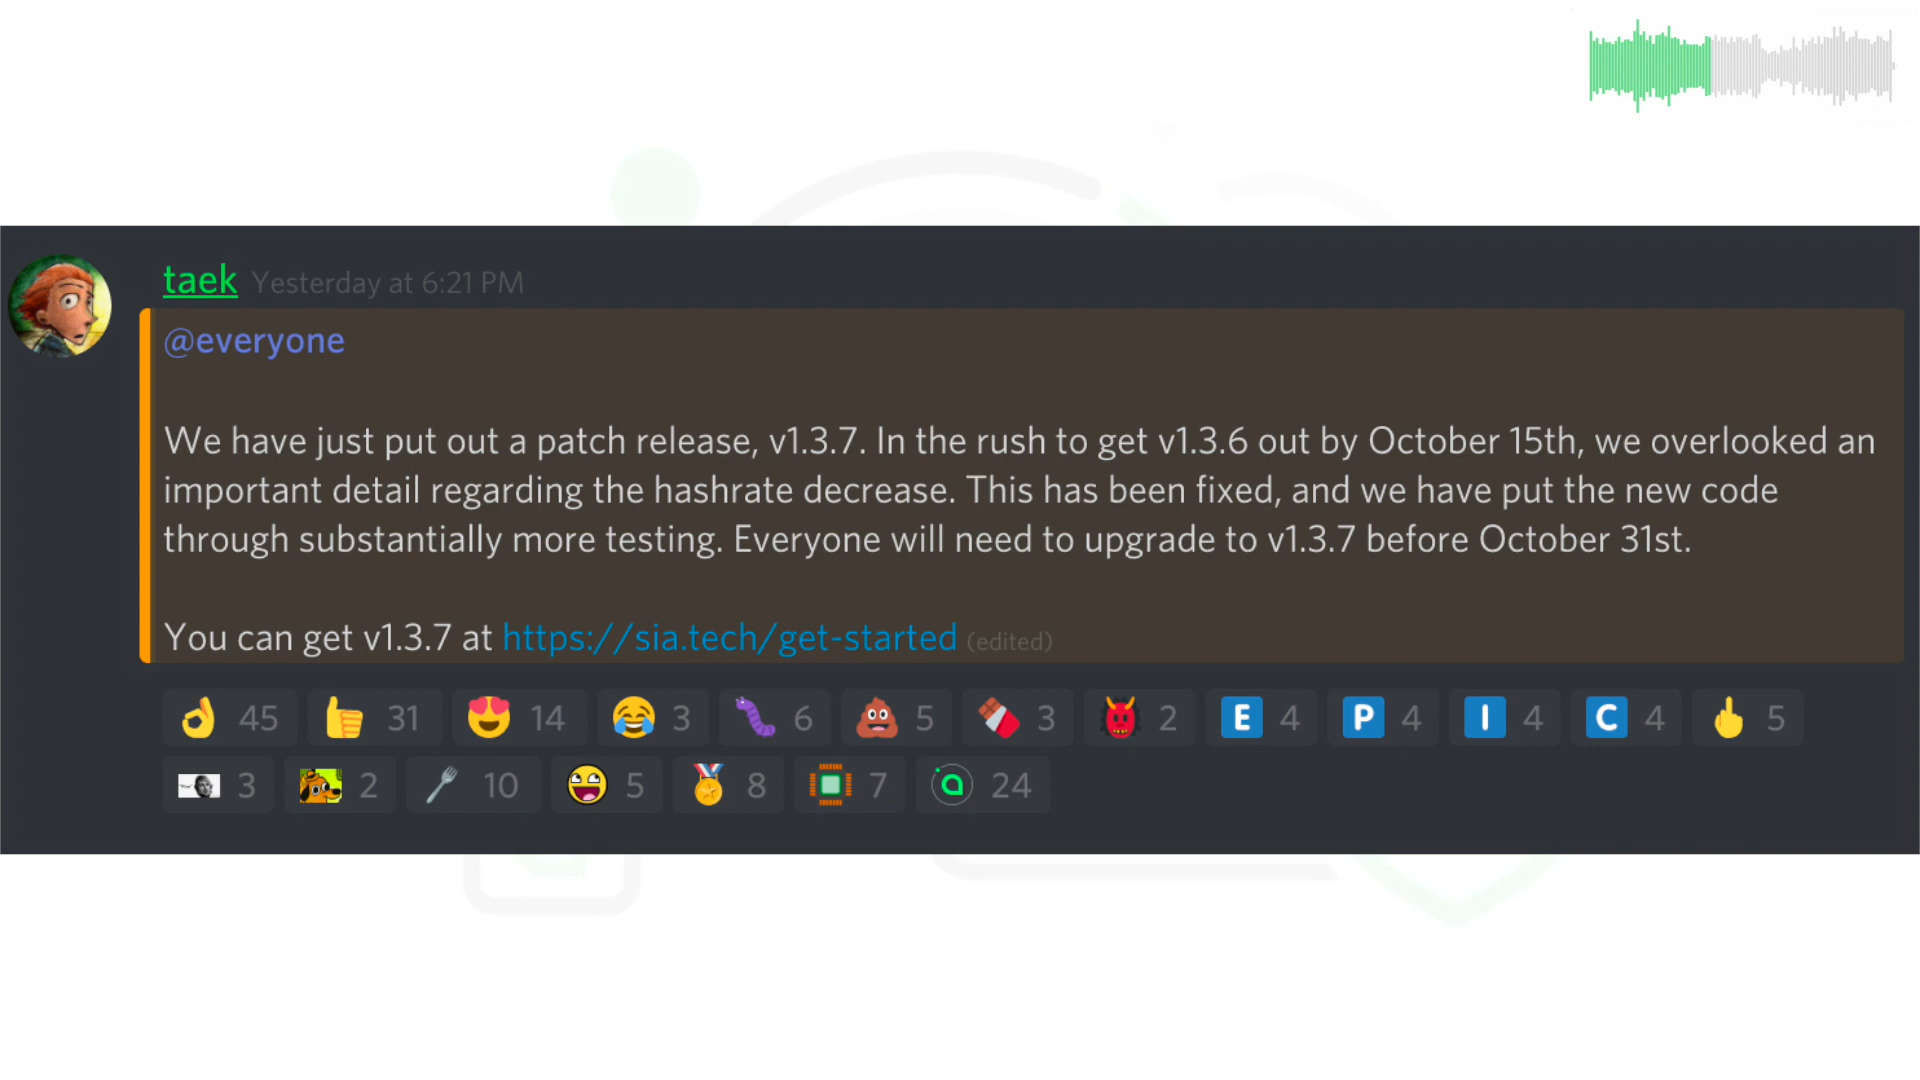 taek Yesterday at 6:21 PM
@everyone
We have just put out a patch release, v1.3.7. In the rush to get v1.3.6 out by October 15th, we overlooked an
important detail regarding the hashrate decrease. This has been fixed, and we have put the new code
through substantially more testing. Everyone will need to upgrade to v1.3.7 before October 31st.
You can get v1.3.7 at https://sia.tech/get-started (edited)
45 31 14 3 6 5 3 2 E 4 P 4 I 4 C 4 5
3 2 10 5 8 7 24